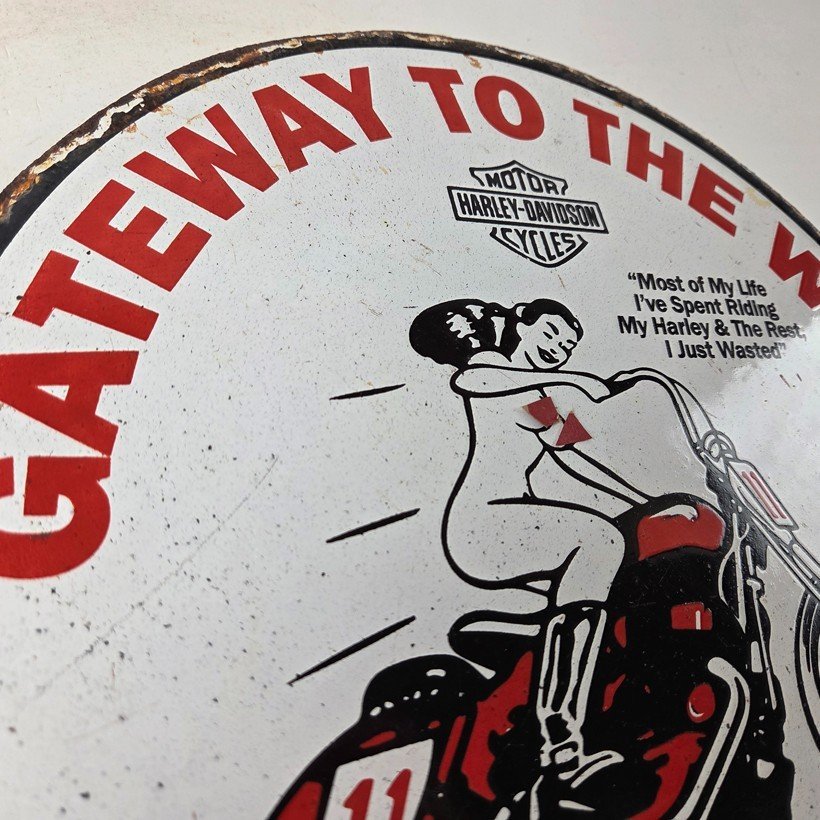 GATEWAY TO THE W
MOTOR
HARLEY-DAVIDSON
CYCLES
“Most of My Life
I've Spent Riding
My Harley & The Rest,
I Just Wasted”
11
11